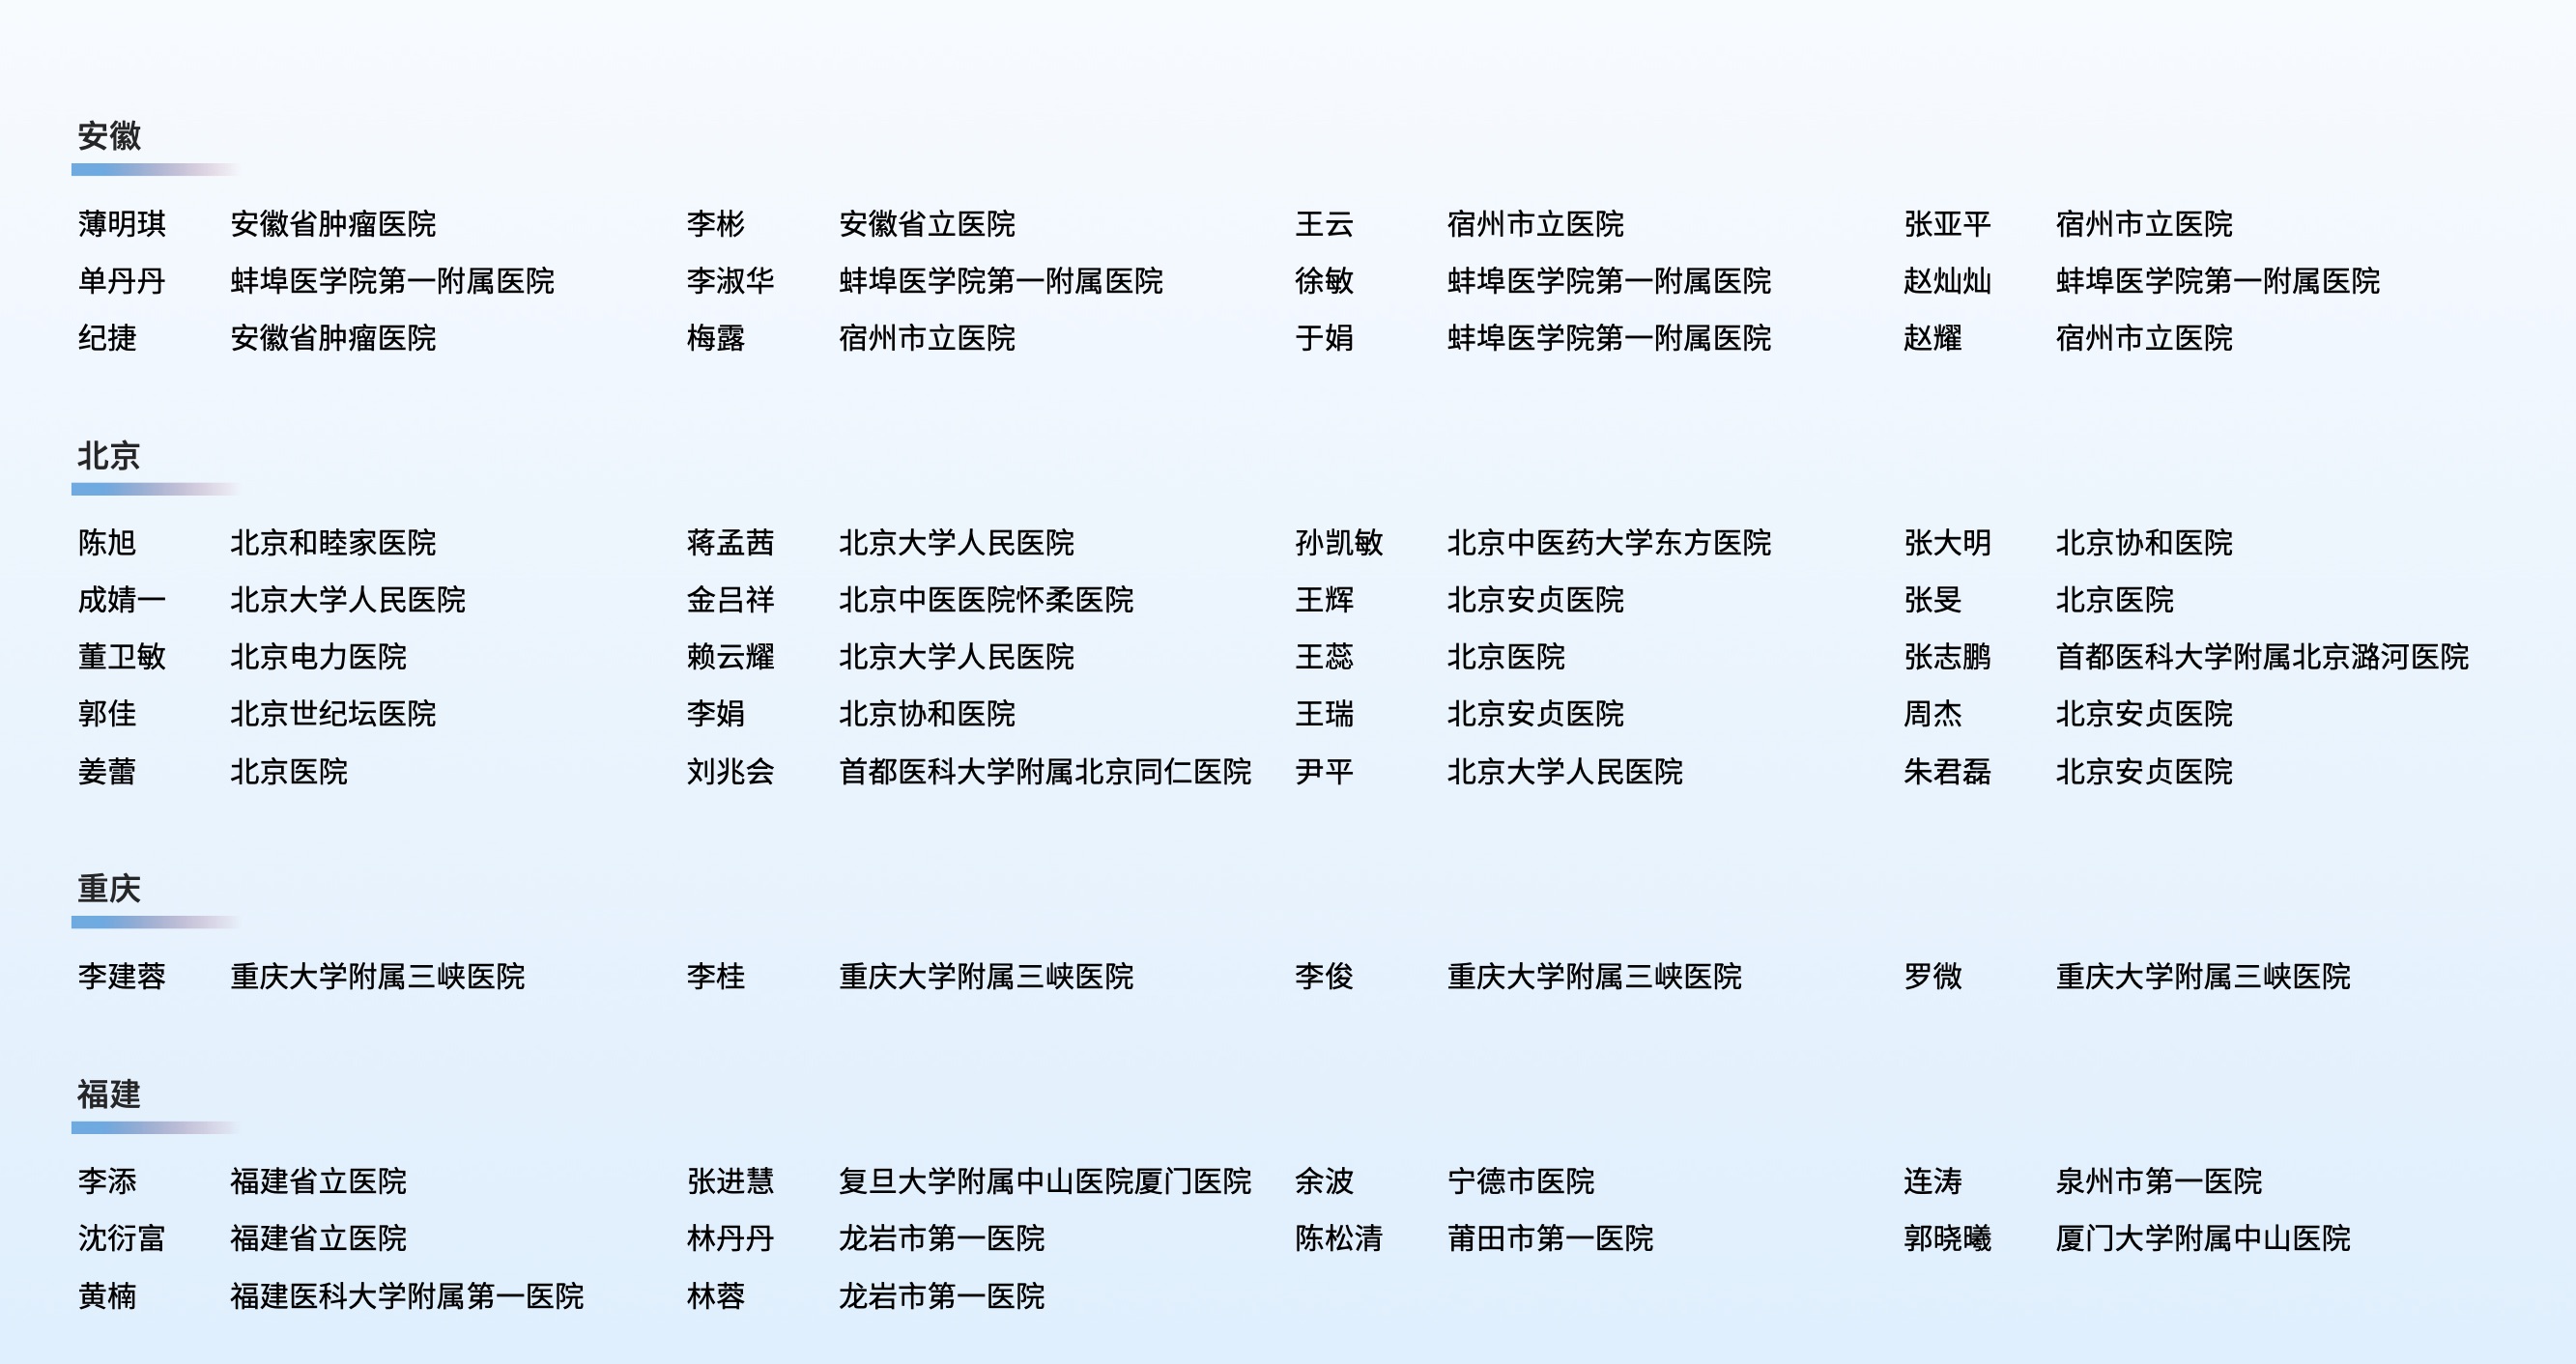 安徽
薄明琪 安徽省肿瘤医院 李彬 安徽省立医院 王云 宿州市立医院 张亚平 宿州市立医院
单丹丹 蚌埠医学院第一附属医院 李淑华 蚌埠医学院第一附属医院 徐敏 蚌埠医学院第一附属医院 赵灿灿 蚌埠医学院第一附属医院
纪捷 安徽省肿瘤医院 梅露 宿州市立医院 于娟 蚌埠医学院第一附属医院 赵耀 宿州市立医院
北京
陈旭 北京和睦家医院 蒋孟茜 北京大学人民医院 孙凯敏 北京中医药大学东方医院 张大明 北京协和医院
成婧一 北京大学人民医院 金吕祥 北京中医医院怀柔医院 王辉 北京安贞医院 张旻 北京医院
董卫敏 北京电力医院 赖云耀 北京大学人民医院 王蕊 北京医院 张志鹏 首都医科大学附属北京潞河医院
郭佳 北京世纪坛医院 李娟 北京协和医院 王瑞 北京安贞医院 周杰 北京安贞医院
姜蕾 北京医院 刘兆会 首都医科大学附属北京同仁医院 尹平 北京大学人民医院 朱君磊 北京安贞医院
重庆
李建蓉 重庆大学附属三峡医院 李桂 重庆大学附属三峡医院 李俊 重庆大学附属三峡医院 罗微 重庆大学附属三峡医院
福建
李添 福建省立医院 张进慧 复旦大学附属中山医院厦门医院 余波 宁德市医院 连涛 泉州市第一医院
沈衍富 福建省立医院 林丹丹 龙岩市第一医院 陈松清 莆田市第一医院 郭晓曦 厦门大学附属中山医院
黄楠 福建医科大学附属第一医院 林蓉 龙岩市第一医院